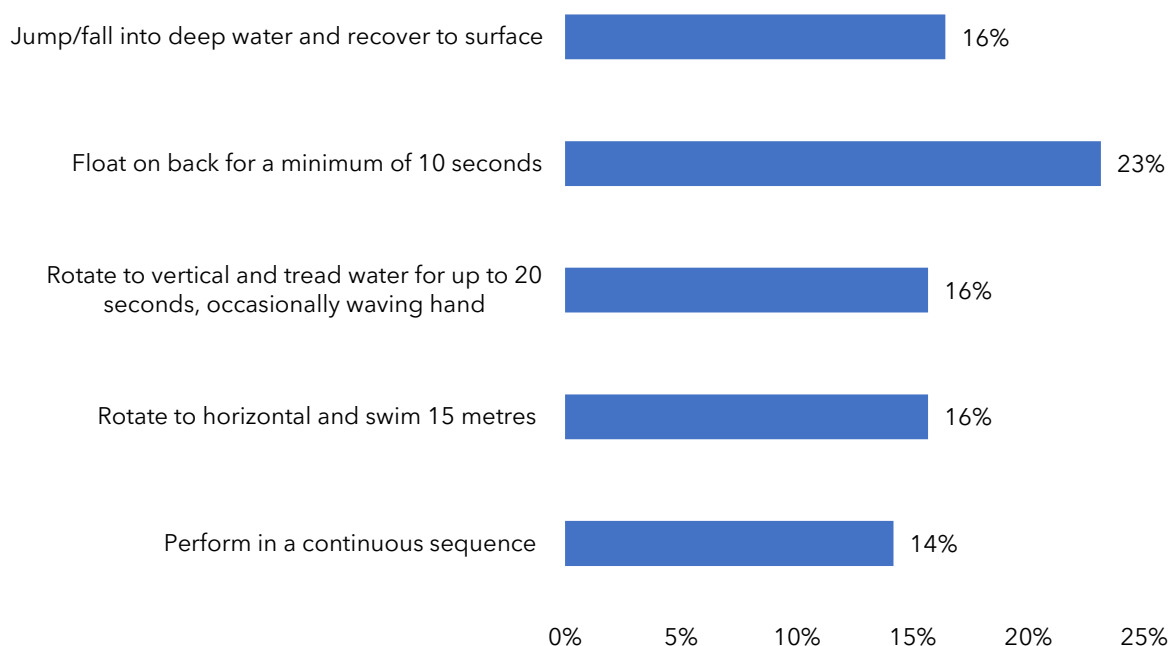 Jump/fall into deep water and recover to surface
16%
Float on back for a minimum of 10 seconds
23%
Rotate to vertical and tread water for up to 20
seconds, occasionally waving hand
16%
Rotate to horizontal and swim 15 metres
16%
Perform in a continuous sequence
14%
0% 5% 10% 15% 20% 25%